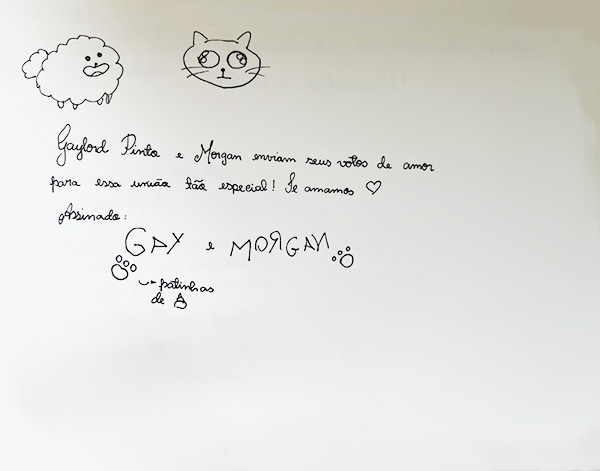 Gaylord Pinto e Morgan enviam seus votos de amor
para essa união tão especial! Te amamos ♡
Assinado:
GAY e MORGAN
patinhas
de